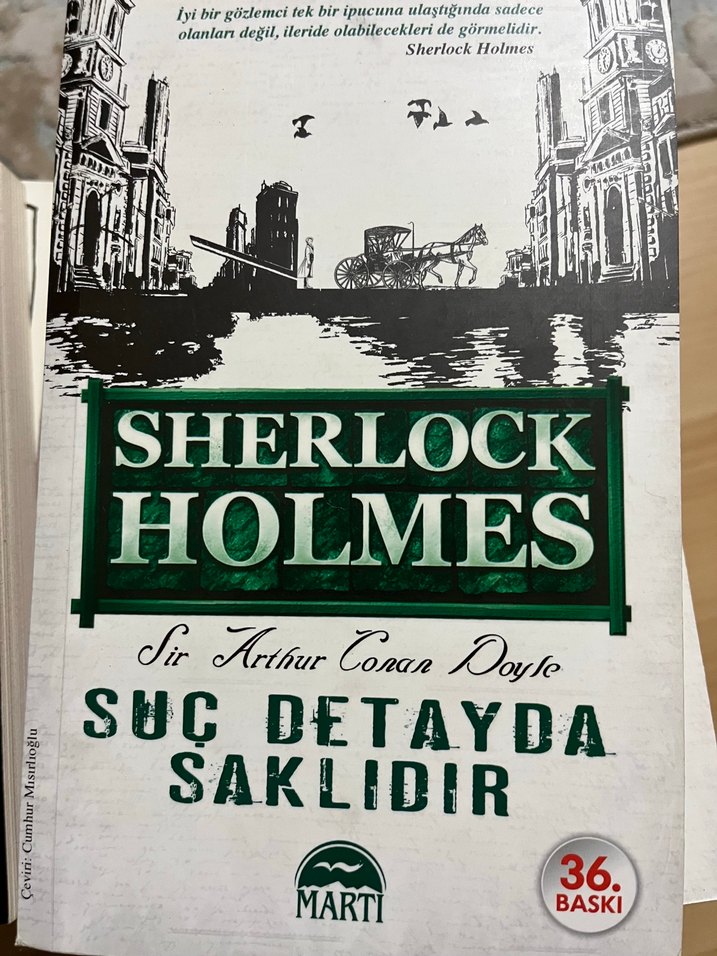 İyi bir gözlemci tek bir ipucuna ulaştığında sadece
olanları değil, ileride olabilecekleri de görmelidir.
Sherlock Holmes
SHERLOCK
HOLMES
Sir Arthur Conan Doyle
SUÇ DETAYDA
SAKLIDIR
Çeviri: Cumhur Mısırlıoğlu
MARTI
36.
BASKI